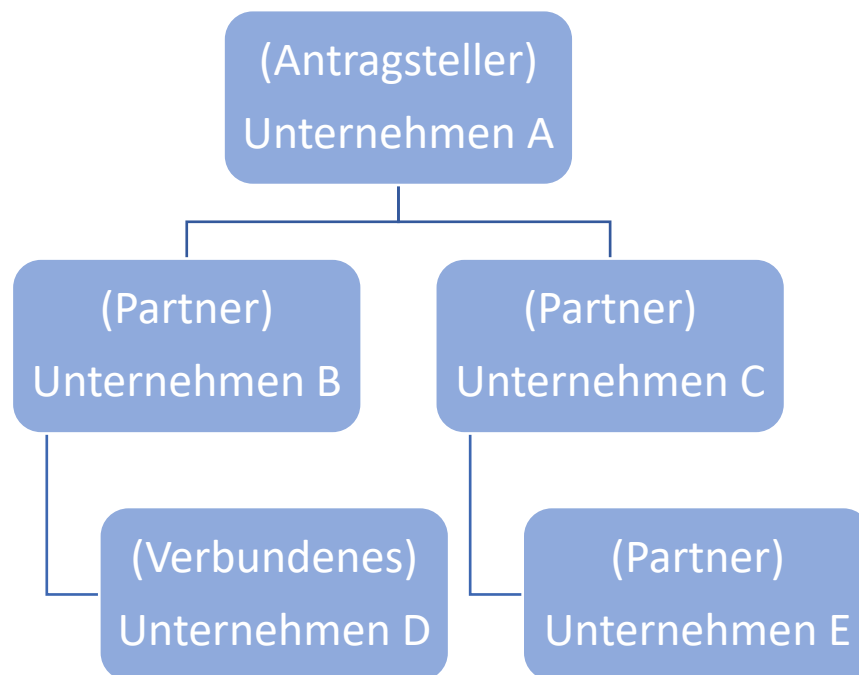 (Antragsteller)
Unternehmen A
(Partner)
Unternehmen B
(Partner)
Unternehmen C
(Verbundenes)
Unternehmen D
(Partner)
Unternehmen E